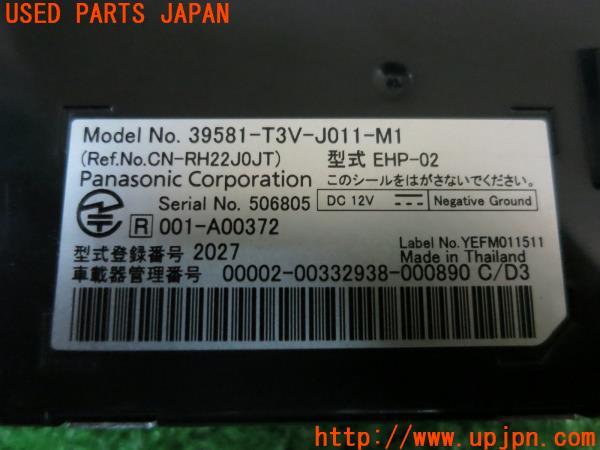 USED PARTS JAPAN
Model No. 39581-T3V-J011-M1
(Ref.No.CN-RH22J0JT) 型式 EHP-02
Panasonic Corporation このシールをはがさないでください。
Serial No. 506805 DC 12V Negative Ground
R 001-A00372
Label No.YEFM011511
型式登録番号 2027 Made in Thailand
車載器管理番号 00002-00332938-000890 C/D3
UPJ http://www.upjpn.com/